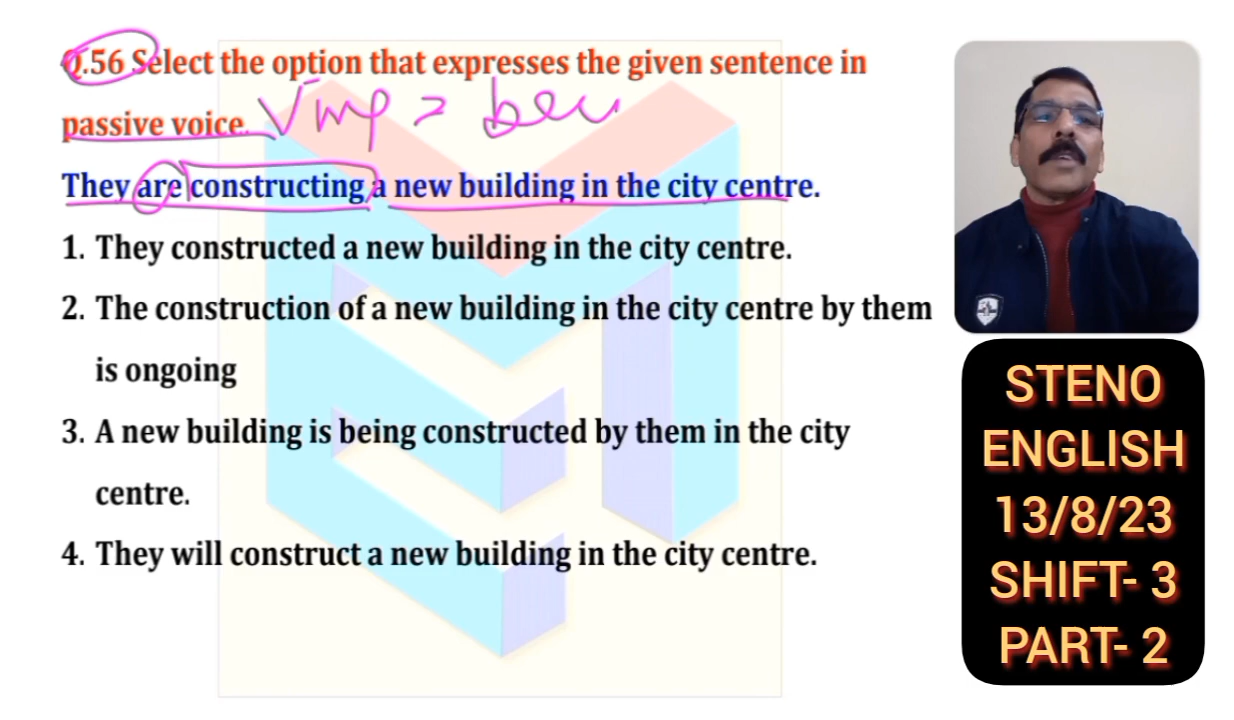 Q.56 Select the option that expresses the given sentence in
passive voice.
They are constructing a new building in the city centre.
1. They constructed a new building in the city centre.
2. The construction of a new building in the city centre by them
is ongoing
3. A new building is being constructed by them in the city
centre.
4. They will construct a new building in the city centre.
STENO
ENGLISH
13/8/23
SHIFT- 3
PART- 2